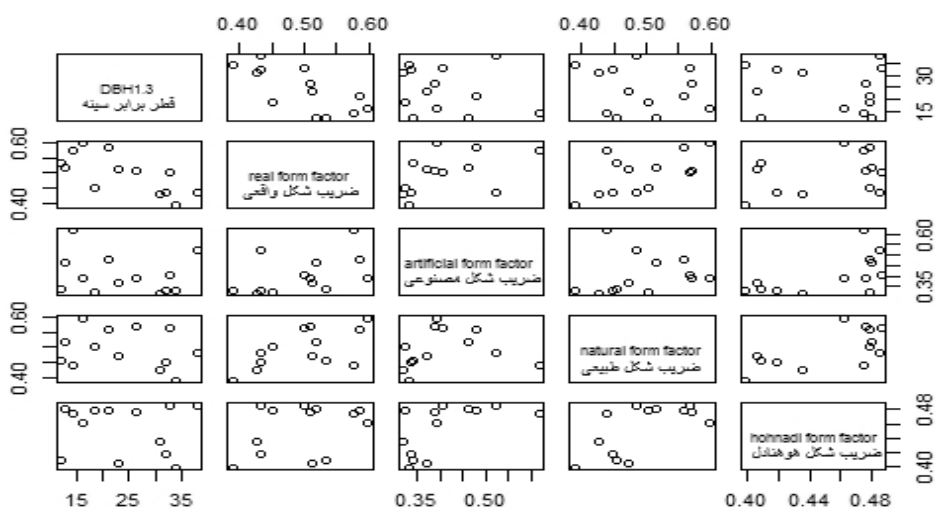 0.40 0.50 0.60 0.40 0.50 0.60
DBH1.3
قطر برابر سینه
15 30
0.40 0.60
real form factor
ضریب شکل واقعی
artificial form factor
ضریب شکل مصنوعی
0.35 0.60
0.40 0.60
natural form factor
ضریب شکل طبیعی
hohnadl form factor
ضریب شکل هوهنادل
0.40 0.48
15 25 35 0.35 0.50 0.40 0.44 0.48